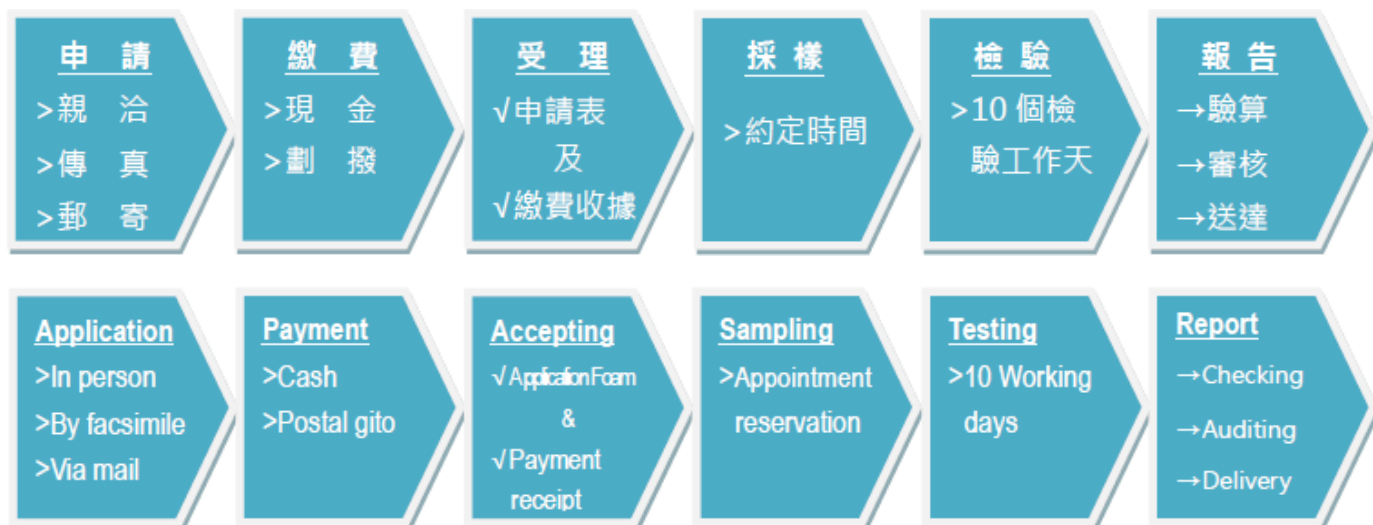 申 請
>親 洽
>傳 真
>郵 寄
繳 費
>現 金
>劃 撥
受 理
√申請表
及
√繳費收據
採 樣
>約定時間
檢 驗
>10 個檢
驗工作天
報 告
→驗算
→審核
→送達
Application
>In person
>By facsimile
>Via mail
Payment
>Cash
>Postal gito
Accepting
√Application Foam
&
√Payment
receipt
Sampling
>Appointment
reservation
Testing
>10 Working
days
Report
→Checking
→Auditing
→Delivery